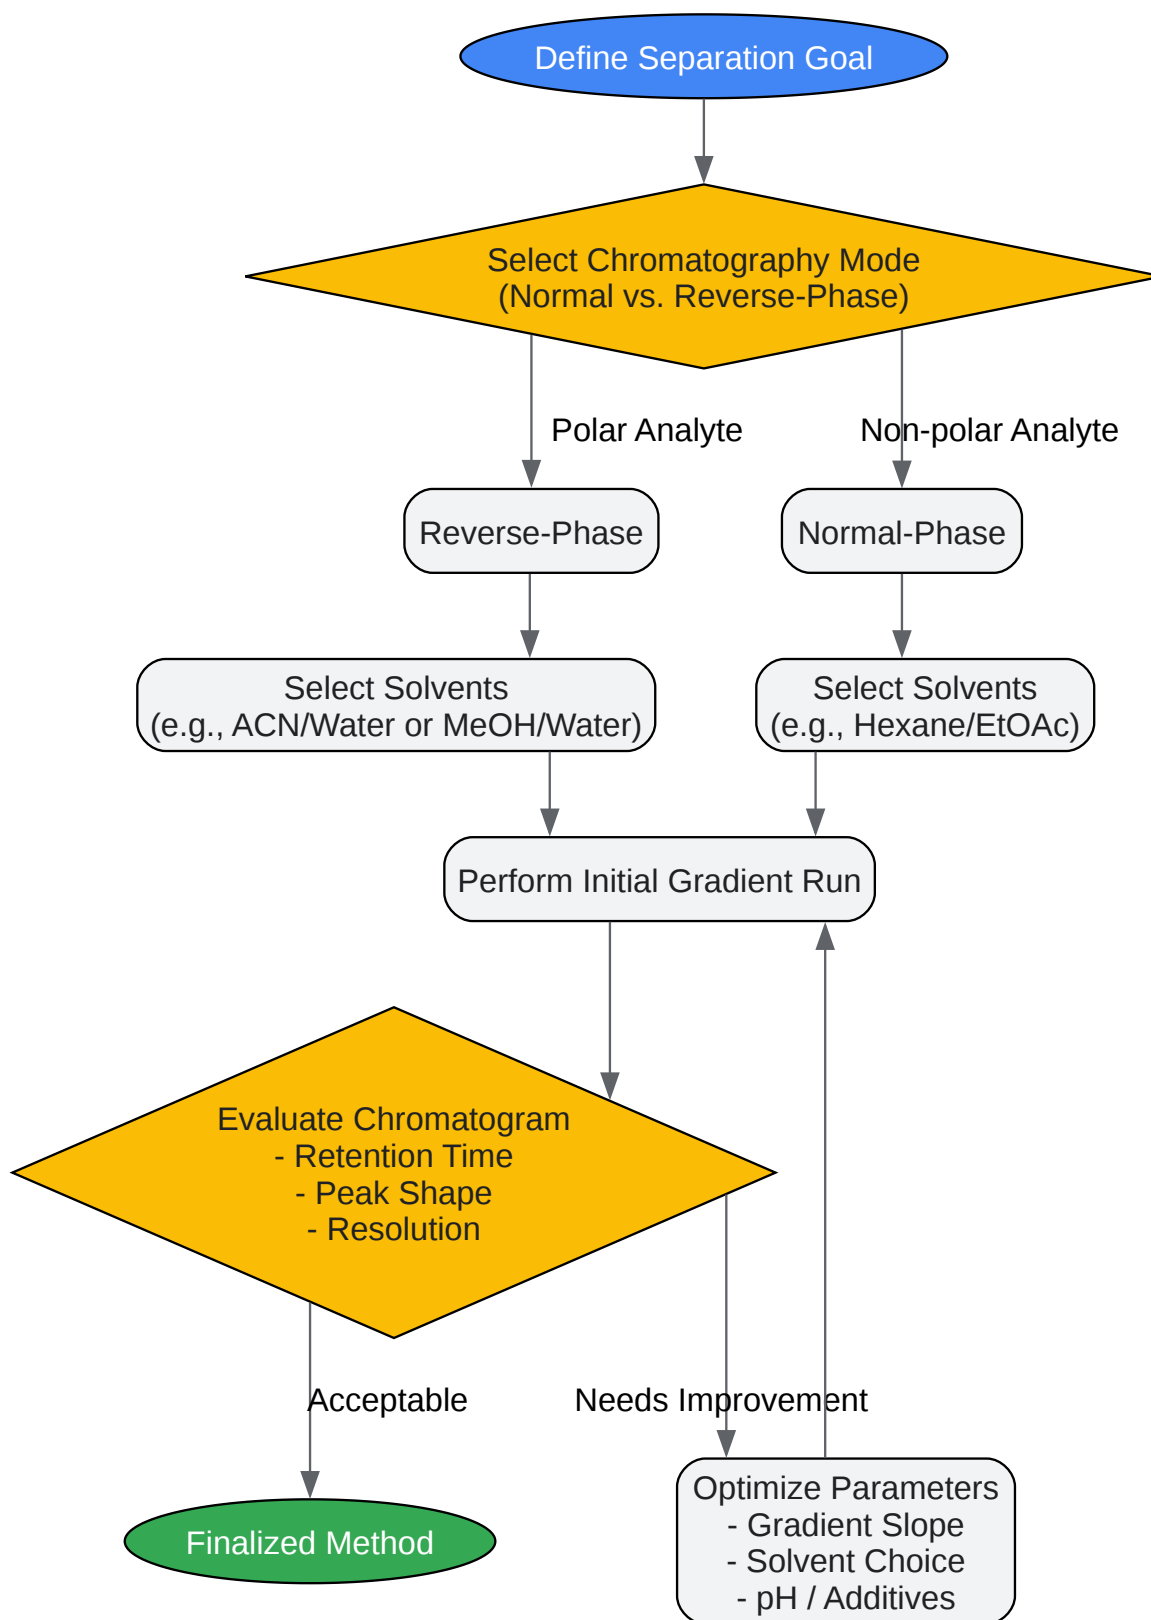 Define Separation Goal
Select Chromatography Mode
(Normal vs. Reverse-Phase)
Polar Analyte
Non-polar Analyte
Reverse-Phase
Normal-Phase
Select Solvents
(e.g., ACN/Water or MeOH/Water)
Select Solvents
(e.g., Hexane/EtOAc)
Perform Initial Gradient Run
Evaluate Chromatogram
- Retention Time
- Peak Shape
- Resolution
Acceptable
Needs Improvement
Finalized Method
Optimize Parameters
- Gradient Slope
- Solvent Choice
- pH / Additives